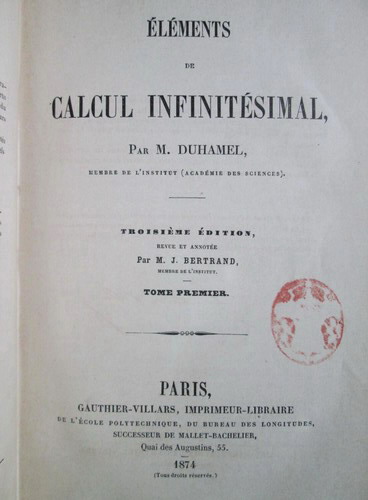 ÉLÉMENTS
DE
CALCUL INFINITÉSIMAL,
PAR M. DUHAMEL,
MEMBRE DE L'INSTITUT (ACADÉMIE DES SCIENCES).
TROISIÈME ÉDITION,
REVUE ET ANNOTÉE
Par M. J. BERTRAND,
MEMBRE DE L'INSTITUT.
TOME PREMIER.
PARIS,
GAUTHIER-VILLARS, IMPRIMEUR-LIBRAIRE
DE L'ÉCOLE POLYTECHNIQUE, DU BUREAU DES LONGITUDES,
SUCCESSEUR DE MALLET-BACHELIER,
Quai des Augustins, 55.
1874
(Tous droits réservés.)